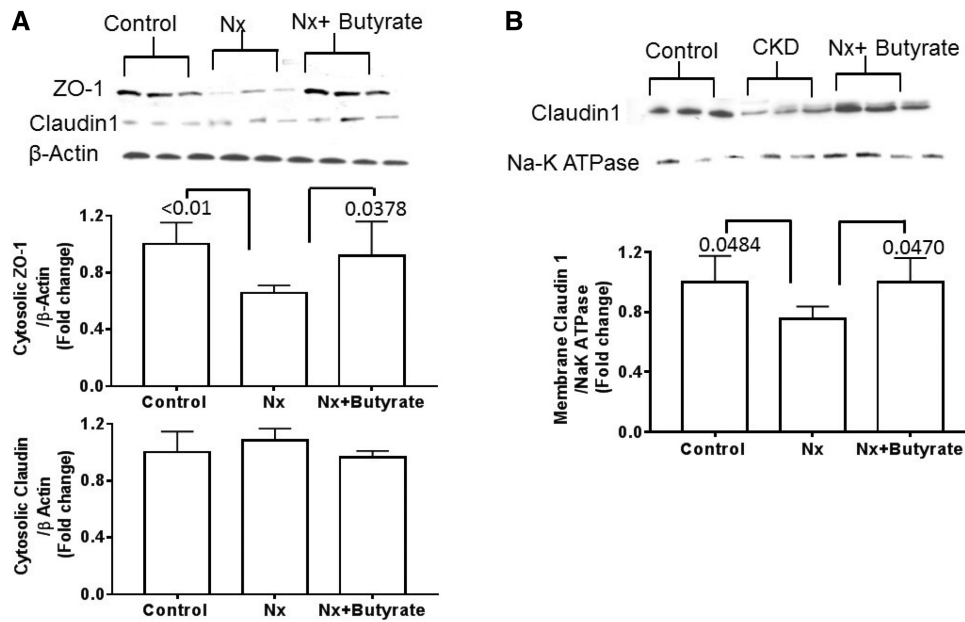 A
Control
Nx
Nx+ Butyrate
ZO-1
Claudin1
β-Actin
<0.01
0.0378
1.2
0.8
0.4
0.0
Cytosolic ZO-1
/β-Actin
(Fold change)
Control
Nx
Nx+Butyrate
1.2
0.8
0.4
0.0
Cytosolic Claudin
/β Actin
(Fold change)
Control
Nx
Nx+Butyrate
B
Control
CKD
Nx+ Butyrate
Claudin1
Na-K ATPase
0.0484
0.0470
1.2
0.8
0.4
0.0
Membrane Claudin 1
/NaK ATPase
(Fold change)
Control
Nx
Nx+Butyrate